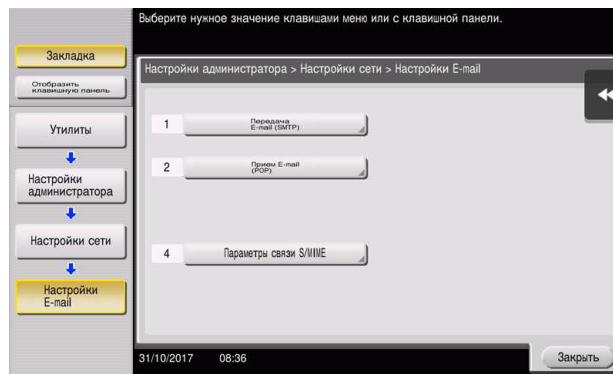 Выберите нужное значение клавишами меню или с клавишной панели.
Закладка
Отобразить
клавишную панель
Утилиты
Настройки
администратора
Настройки сети
Настройки
E-mail
Настройки администратора > Настройки сети > Настройки E-mail
1 Передача
E-mail (SMTP)
2 Прием E-mail
(POP)
4 Параметры связи S/MIME
31/10/2017 08:36
Закрыть